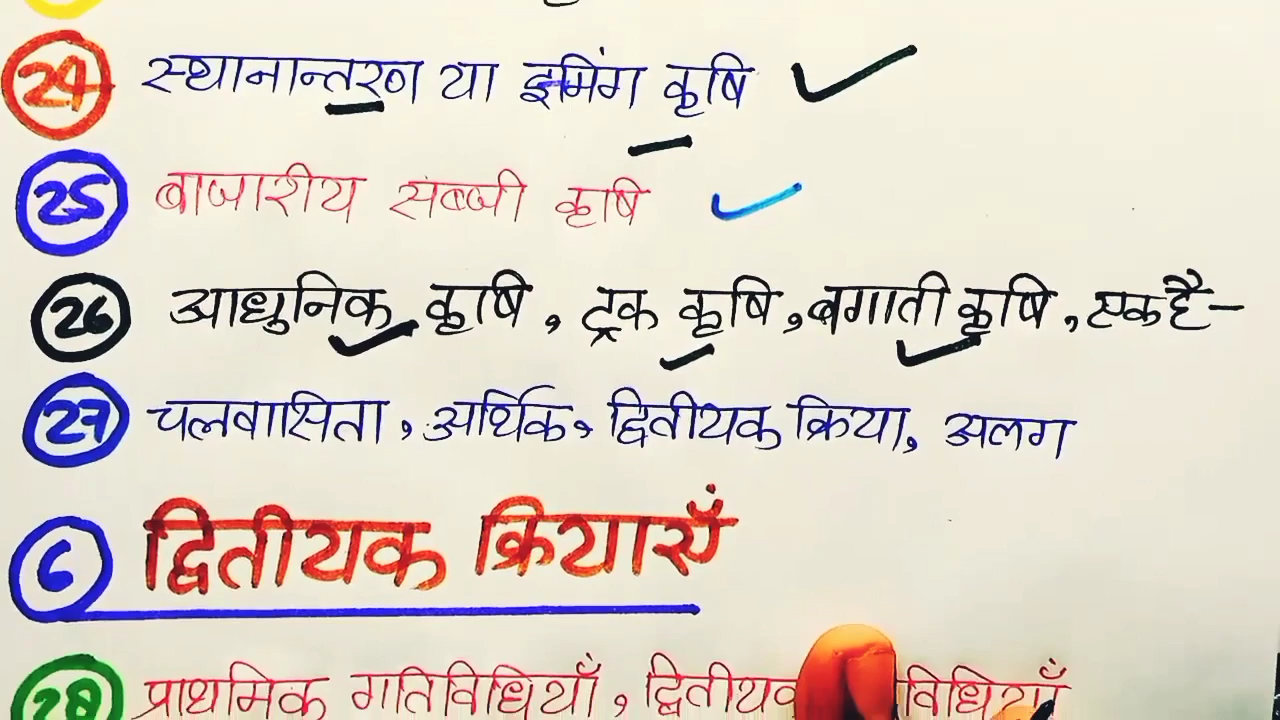 24 स्थानान्तरण या झुमिंग कृषि
25 बाजारीय सब्जी कृषि
26 आधुनिक कृषि, ट्रक कृषि, बगाती कृषि, एक है-
27 चलवासिता, आर्थिक, द्वितीयक क्रिया, अलग
6 द्वितीयक क्रियाएँ
28 प्राथमिक गतिविधियाँ,